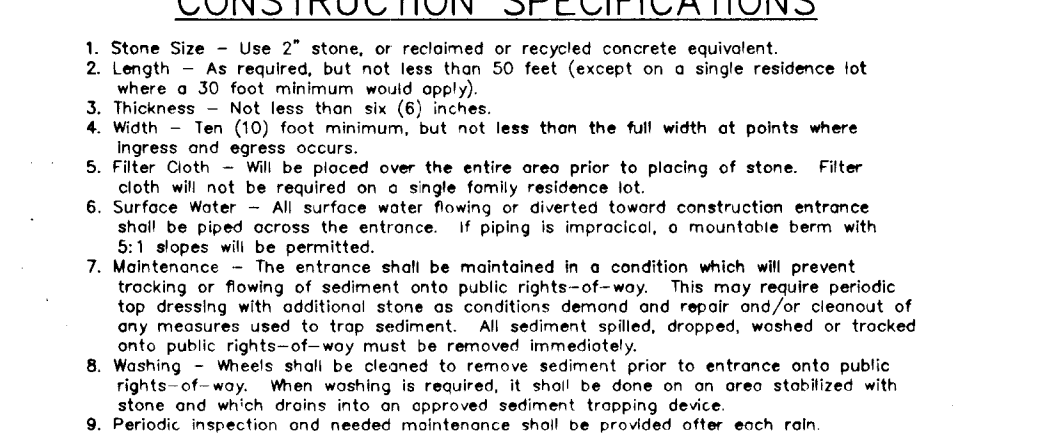 CONSTRUCTION SPECIFICATIONS
1. Stone Size – Use 2" stone, or reclaimed or recycled concrete equivalent.
2. Length – As required, but not less than 50 feet (except on a single residence lot
where a 30 foot minimum would apply).
3. Thickness – Not less than six (6) inches.
4. Width – Ten (10) foot minimum, but not less than the full width at points where
ingress and egress occurs.
5. Filter Cloth – Will be placed over the entire area prior to placing of stone. Filter
cloth will not be required on a single family residence lot.
6. Surface Water – All surface water flowing or diverted toward construction entrance
shall be piped across the entrance. If piping is impracical, a mountable berm with
5:1 slopes will be permitted.
7. Maintenance – The entrance shall be maintained in a condition which will prevent
tracking or flowing of sediment onto public rights-of-way. This may require periodic
top dressing with additional stone as conditions demand and repair and/or cleanout of
any measures used to trap sediment. All sediment spilled, dropped, washed or tracked
onto public rights-of-way must be removed immediately.
8. Washing – Wheels shall be cleaned to remove sediment prior to entrance onto public
rights-of-way. When washing is required, it shall be done on an area stabilized with
stone and which drains into an approved sediment trapping device.
9. Periodic inspection and needed maintenance shall be provided after each rain.